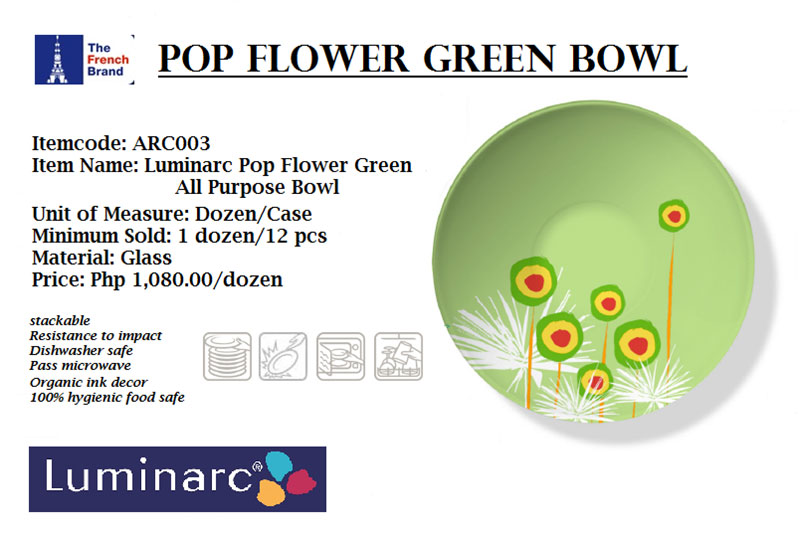 The
French
Brand
POP FLOWER GREEN BOWL
Itemcode: ARC003
Item Name: Luminarc Pop Flower Green
All Purpose Bowl
Unit of Measure: Dozen/Case
Minimum Sold: 1 dozen/12 pcs
Material: Glass
Price: Php 1,080.00/dozen
stackable
Resistance to impact
Dishwasher safe
Pass microwave
Organic ink decor
100% hygienic food safe
Luminarc®